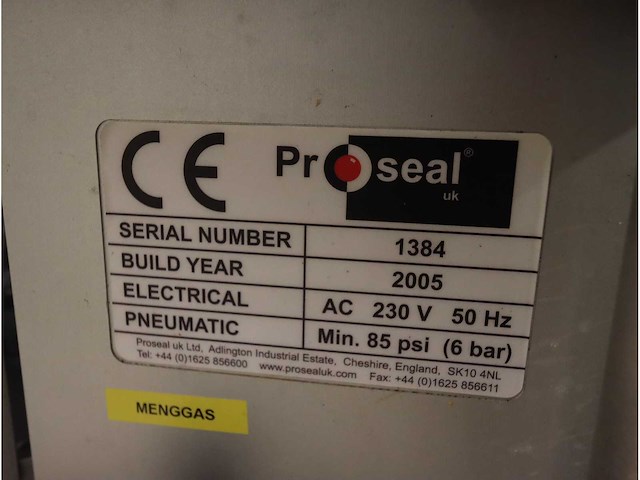 CE Proseal®
uk
SERIAL NUMBER 1384
BUILD YEAR 2005
ELECTRICAL AC 230 V 50 Hz
PNEUMATIC Min. 85 psi (6 bar)
Proseal uk Ltd, Adlington Industrial Estate, Cheshire, England, SK10 4NL
Tel: +44 (0)1625 856600 www.prosealuk.com Fax: +44 (0)1625 856611
MENGGAS